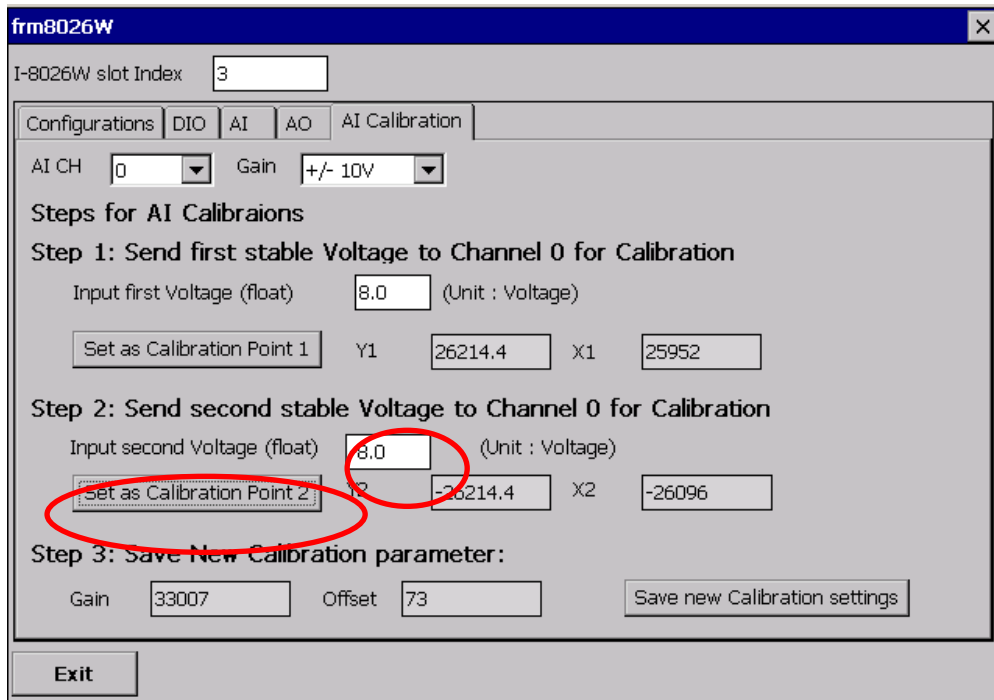 frm8026W
I-8026W slot Index 3
Configurations DIO AI AO AI Calibration
AI CH 0 Gain +/- 10V
Steps for AI Calibraions
Step 1: Send first stable Voltage to Channel 0 for Calibration
Input first Voltage (float) 8.0 (Unit : Voltage)
Set as Calibration Point 1 Y1 26214.4 X1 25952
Step 2: Send second stable Voltage to Channel 0 for Calibration
Input second Voltage (float) -8.0 (Unit : Voltage)
Set as Calibration Point 2 Y2 -26214.4 X2 -26096
Step 3: Save New Calibration parameter:
Gain 33007 Offset 73 Save new Calibration settings
Exit